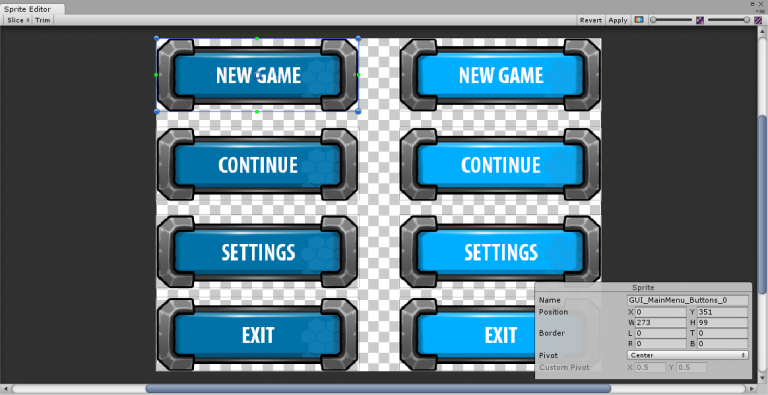 Sprite Editor
Slice Trim Revert Apply
NEW GAME NEW GAME
CONTINUE CONTINUE
SETTINGS SETTINGS
EXIT EXIT
Sprite
Name GUI_MainMenu_Buttons_0
Position X 0 Y 351
W 273 H 99
Border L 0 T 0
R 0 B 0
Pivot Center
Custom Pivot X 0.5 Y 0.5